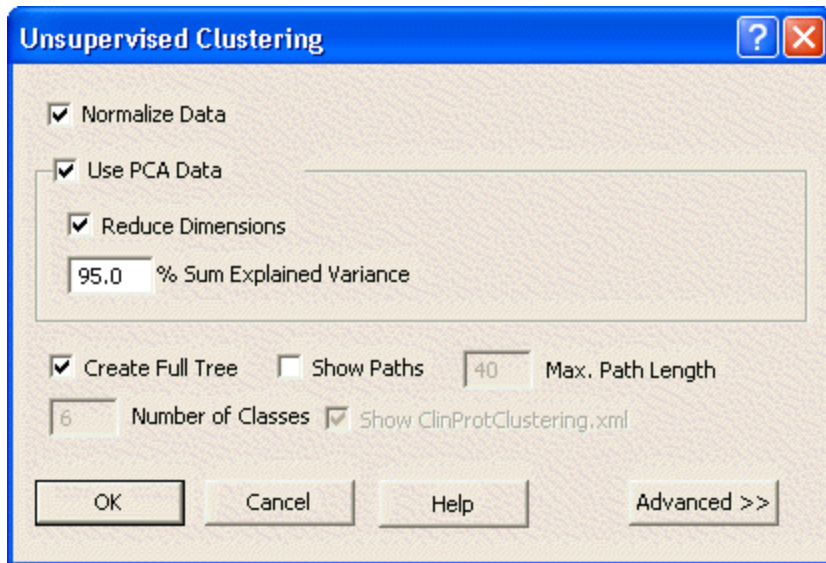 Unsupervised Clustering
Normalize Data
Use PCA Data
Reduce Dimensions
95.0 % Sum Explained Variance
Create Full Tree Show Paths 40 Max. Path Length
6 Number of Classes Show ClinProtClustering.xml
OK Cancel Help Advanced >>